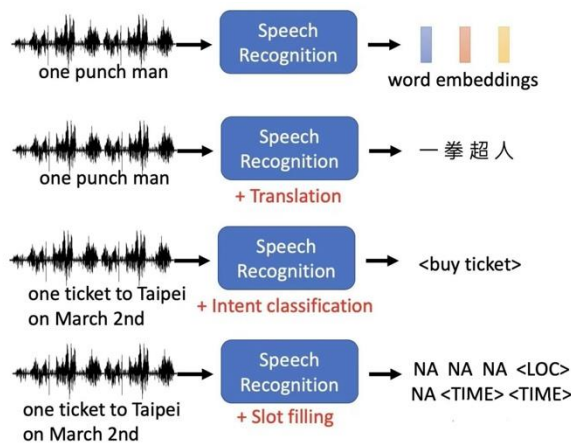 Speech
Recognition
one punch man
word embeddings
Speech
Recognition
一 拳 超 人
one punch man
+ Translation
Speech
Recognition
<buy ticket>
one ticket to Taipei
on March 2nd
+ Intent classification
Speech
Recognition
NA NA NA <LOC>
NA <TIME> <TIME>
one ticket to Taipei
on March 2nd
+ Slot filling